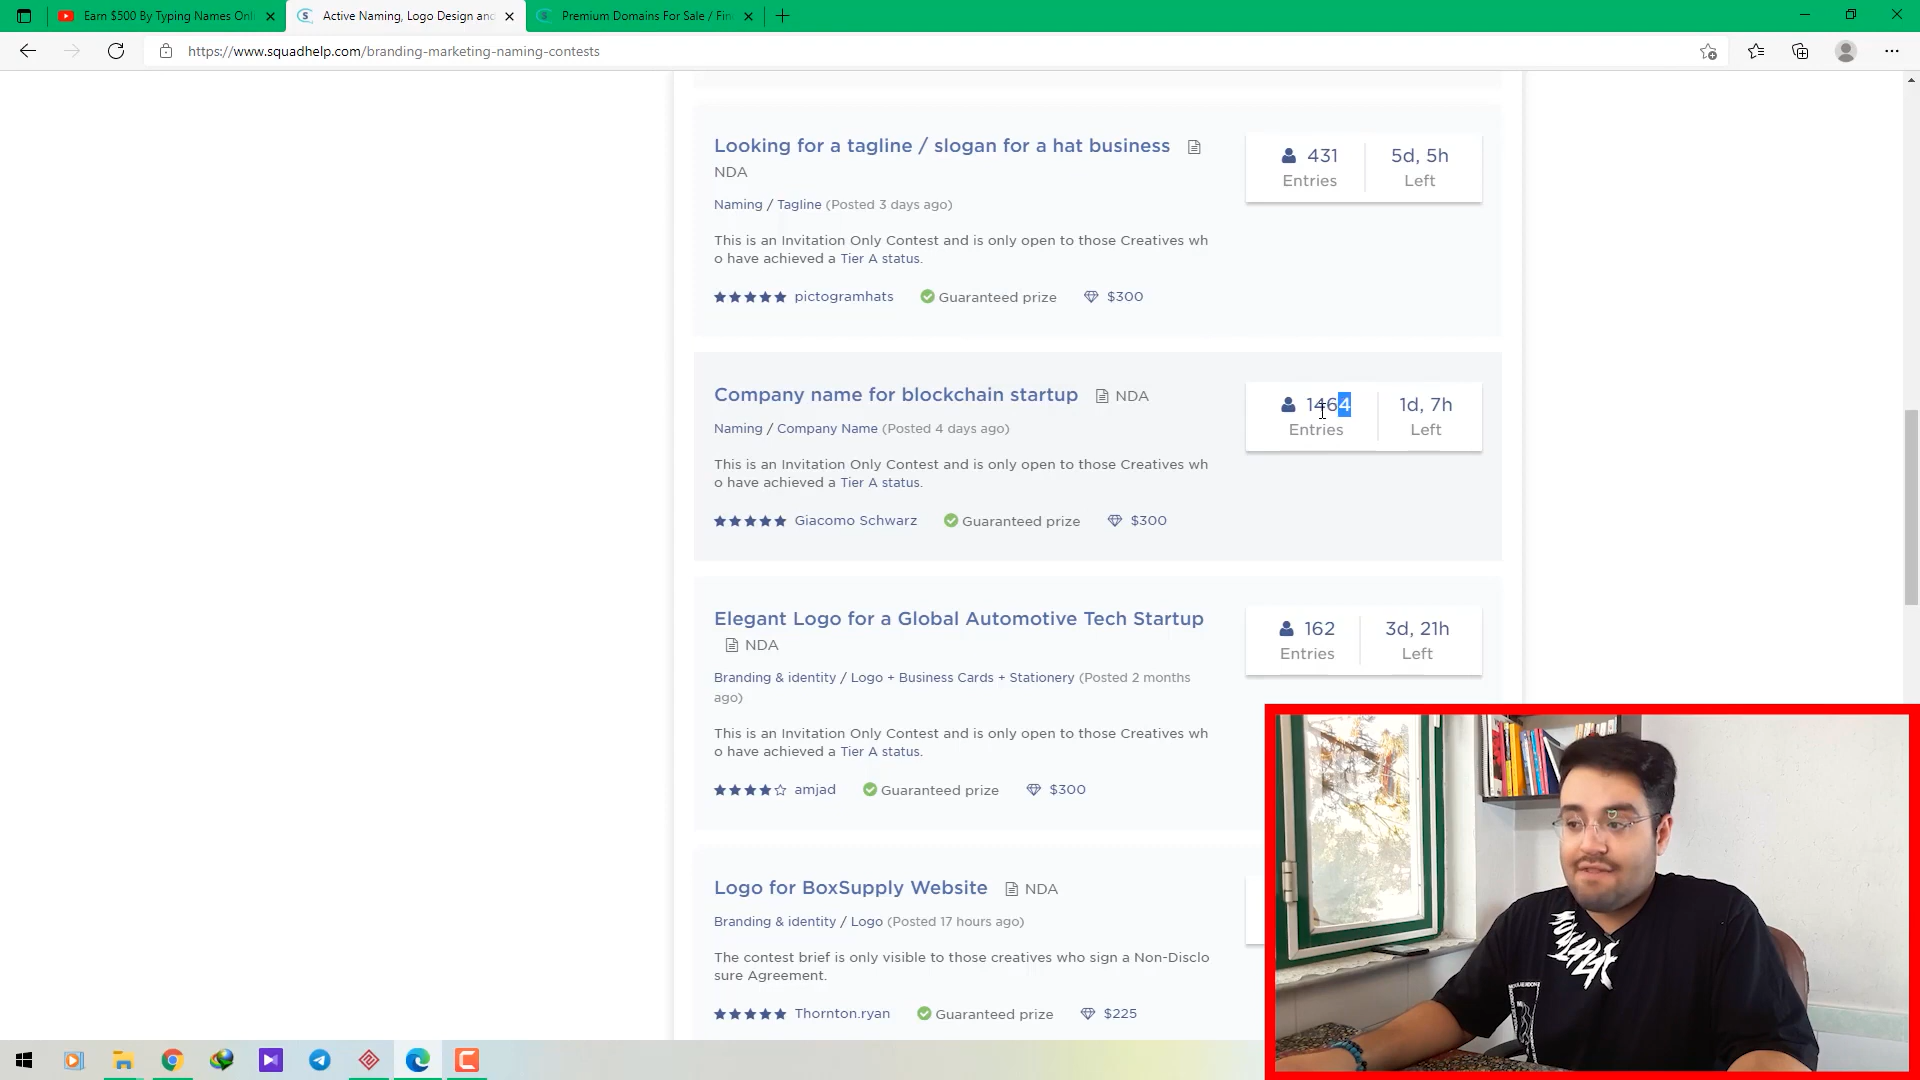 Earn $500 By Typing Names Onl
Active Naming, Logo Design and
Premium Domains For Sale / Fin
https://www.squadhelp.com/branding-marketing-naming-contests
Looking for a tagline / slogan for a hat business
NDA
Naming / Tagline (Posted 3 days ago)
This is an Invitation Only Contest and is only open to those Creatives wh
o have achieved a Tier A status.
pictogramhats Guaranteed prize $300
431 Entries
5d, 5h Left
Company name for blockchain startup NDA
Naming / Company Name (Posted 4 days ago)
This is an Invitation Only Contest and is only open to those Creatives wh
o have achieved a Tier A status.
Giacomo Schwarz Guaranteed prize $300
1464 Entries
1d, 7h Left
Elegant Logo for a Global Automotive Tech Startup
NDA
Branding & identity / Logo + Business Cards + Stationery (Posted 2 months
ago)
This is an Invitation Only Contest and is only open to those Creatives wh
o have achieved a Tier A status.
amjad Guaranteed prize $300
162 Entries
3d, 21h Left
Logo for BoxSupply Website NDA
Branding & identity / Logo (Posted 17 hours ago)
The contest brief is only visible to those creatives who sign a Non-Disclo
sure Agreement.
Thornton.ryan Guaranteed prize $225